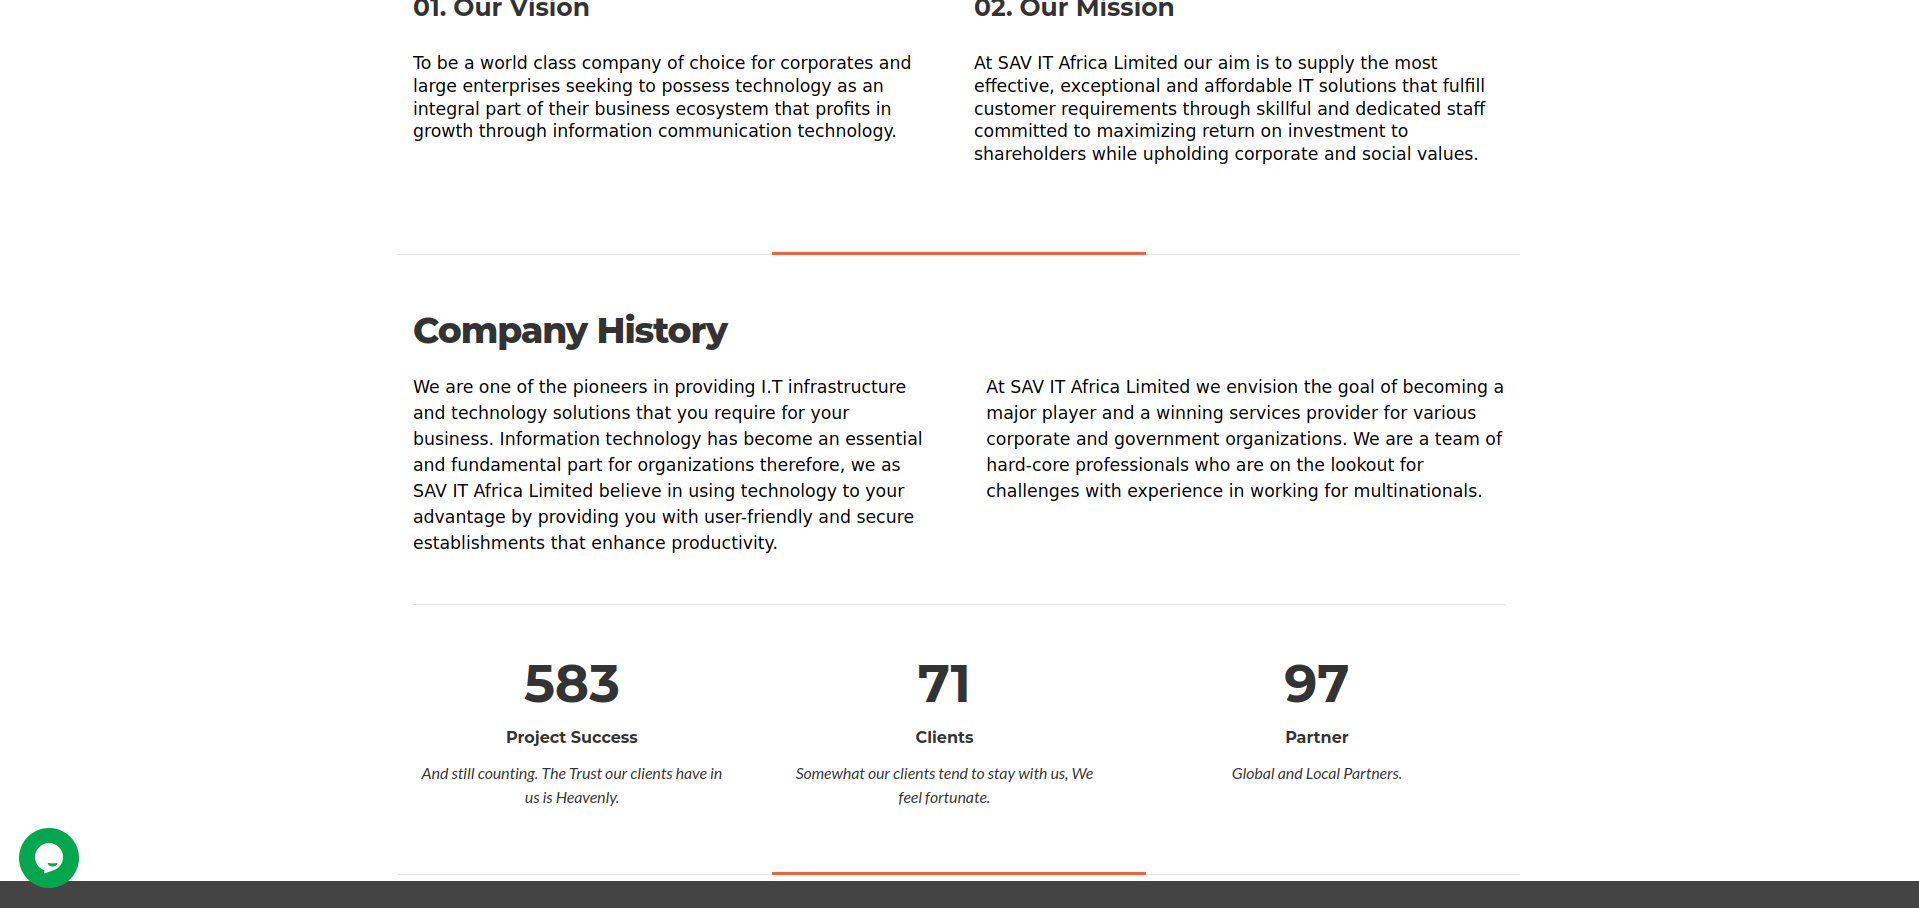 01. Our Vision
To be a world class company of choice for corporates and
large enterprises seeking to possess technology as an
integral part of their business ecosystem that profits in
growth through information communication technology.
02. Our Mission
At SAV IT Africa Limited our aim is to supply the most
effective, exceptional and affordable IT solutions that fulfill
customer requirements through skillful and dedicated staff
committed to maximizing return on investment to
shareholders while upholding corporate and social values.
Company History
We are one of the pioneers in providing I.T infrastructure
and technology solutions that you require for your
business. Information technology has become an essential
and fundamental part for organizations therefore, we as
SAV IT Africa Limited believe in using technology to your
advantage by providing you with user-friendly and secure
establishments that enhance productivity.
At SAV IT Africa Limited we envision the goal of becoming a
major player and a winning services provider for various
corporate and government organizations. We are a team of
hard-core professionals who are on the lookout for
challenges with experience in working for multinationals.
583
Project Success
And still counting. The Trust our clients have in
us is Heavenly.
71
Clients
Somewhat our clients tend to stay with us, We
feel fortunate.
97
Partner
Global and Local Partners.